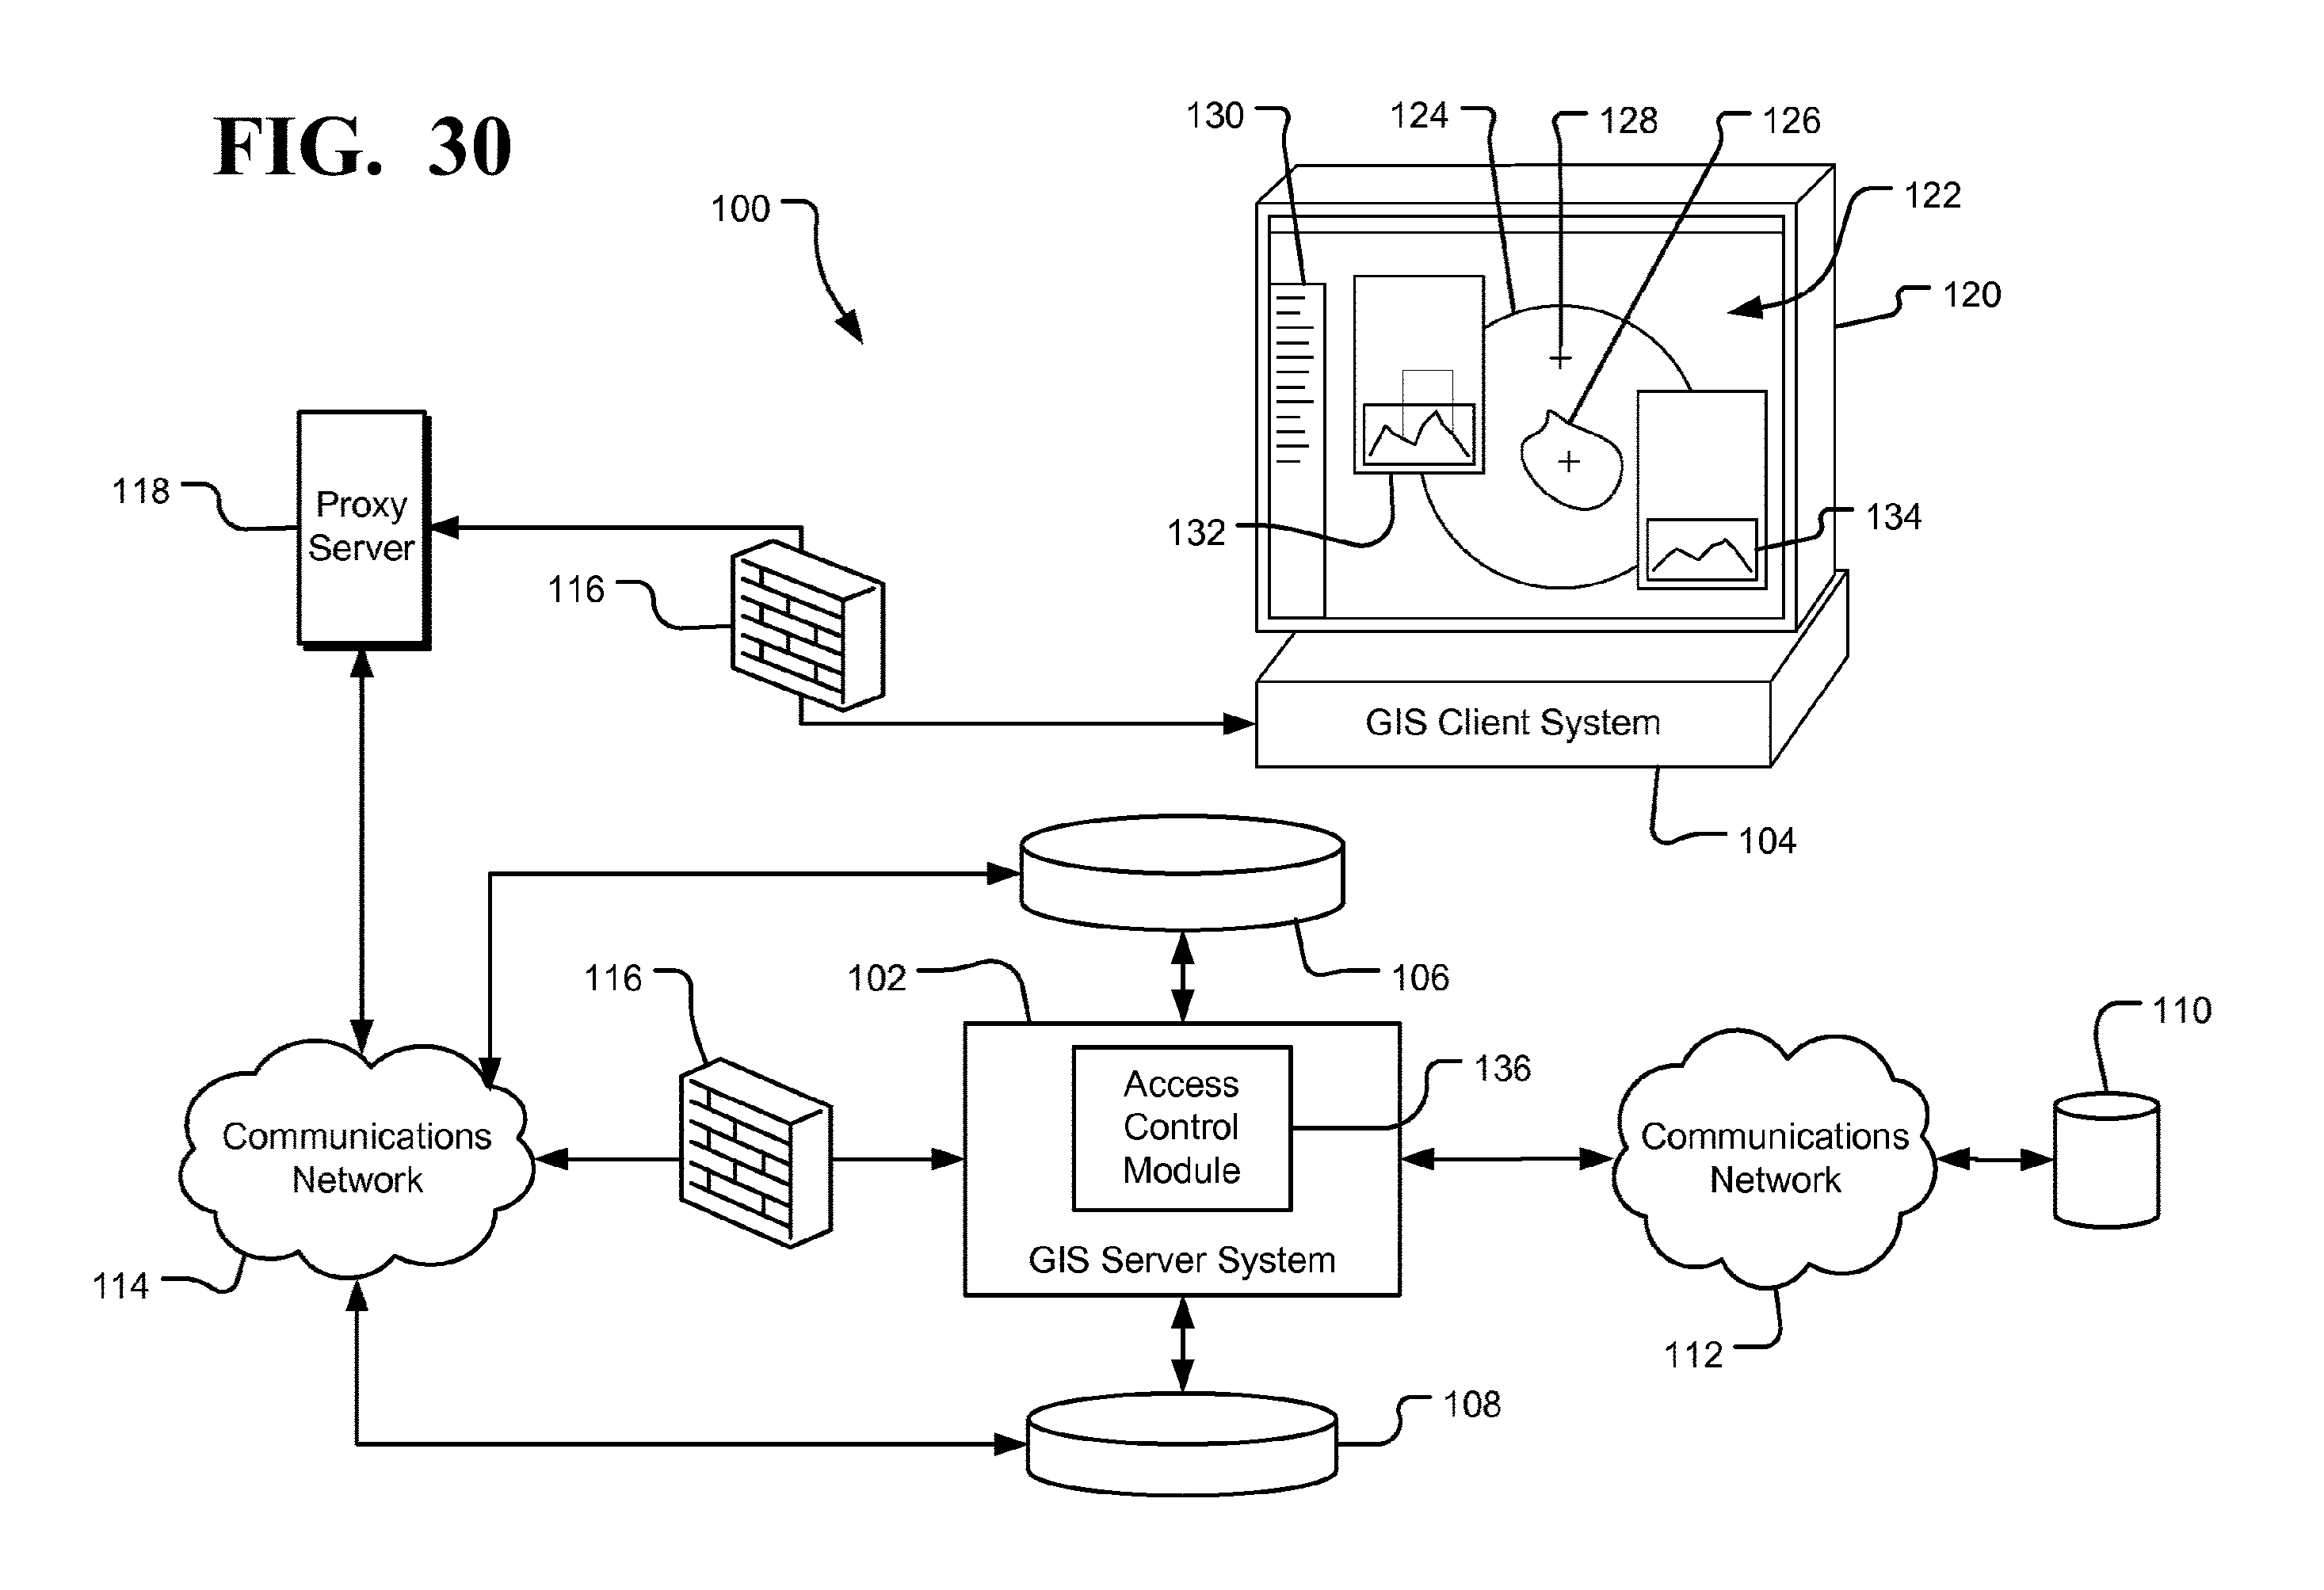 FIG. 30
100
130
124
128
126
122
120
118
Proxy
Server
116
132
134
GIS Client System
104
106
102
116
Access
Control
Module
136
GIS Server System
Communications
Network
114
Communications
Network
112
110
108